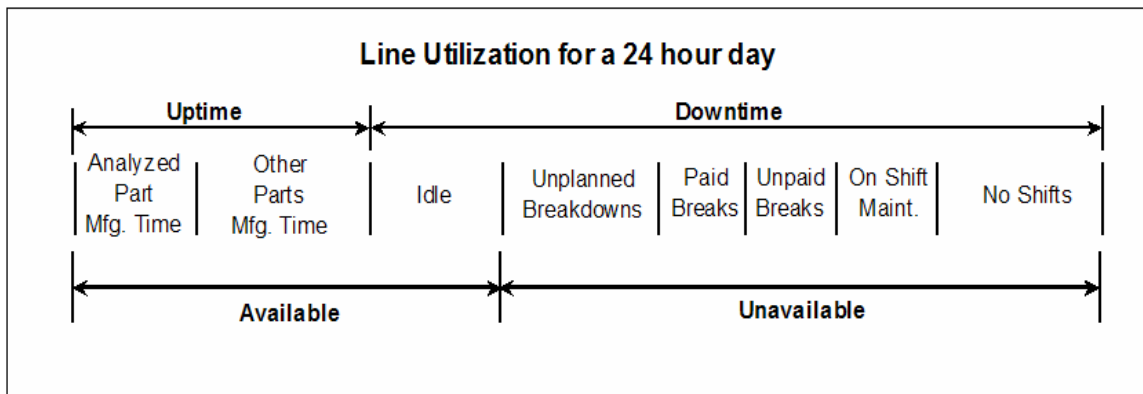 Line Utilization for a 24 hour day
Uptime
Downtime
Analyzed
Part
Mfg. Time
Other
Parts
Mfg. Time
Idle
Unplanned
Breakdowns
Paid
Breaks
Unpaid
Breaks
On Shift
Maint.
No Shifts
Available
Unavailable